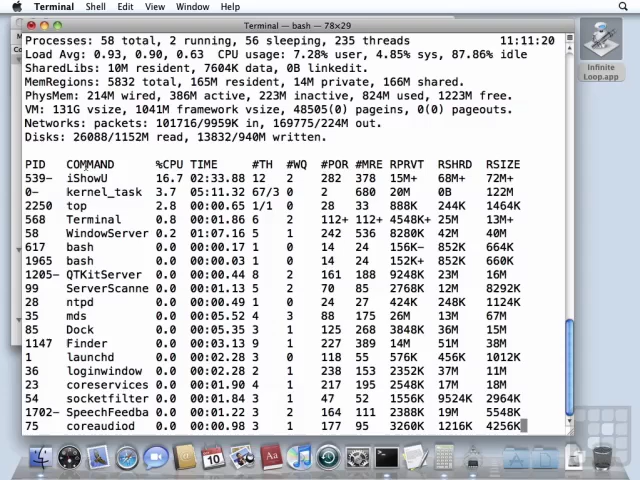 Terminal Shell Edit View Window Help
Terminal — bash — 78×29
Processes: 58 total, 2 running, 56 sleeping, 235 threads 11:11:20
Load Avg: 0.93, 0.90, 0.63 CPU usage: 7.28% user, 4.85% sys, 87.86% idle
SharedLibs: 10M resident, 7604K data, 0B linkedit.
MemRegions: 5832 total, 165M resident, 14M private, 166M shared.
PhysMem: 214M wired, 386M active, 223M inactive, 824M used, 1223M free.
VM: 131G vsize, 1041M framework vsize, 48505(0) pageins, 0(0) pageouts.
Networks: packets: 101716/9959K in, 169775/224M out.
Disks: 26088/1152M read, 13832/940M written.
PID COMMAND %CPU TIME #TH #WQ #POR #MRE RPRVT RSHRD RSIZE
539- iShowU 16.7 02:33.88 12 2 282 378 15M+ 68M+ 72M+
0- kernel_task 3.7 05:11.32 67/3 0 2 680 20M 0B 122M
2250 top 2.8 00:00.65 1/1 0 28 33 888K 244K 1464K
568 Terminal 0.8 00:01.86 6 2 112+ 112+ 4548K+ 25M 13M+
58 WindowServer 0.2 01:07.16 5 1 242 536 8280K 42M 40M
617 bash 0.0 00:00.17 1 0 14 24 156K- 852K 664K
1965 bash 0.0 00:00.03 1 0 14 24 152K+ 852K 660K
1205- QTKitServer 0.0 00:00.44 8 2 161 188 9248K 23M 16M
99 ServerScanne 0.0 00:01.13 5 2 70 85 2768K 12M 8292K
28 ntpd 0.0 00:00.49 1 0 24 27 424K 248K 1124K
35 mds 0.0 00:05.52 4 3 88 175 26M 13M 67M
85 Dock 0.0 00:05.35 3 1 125 268 3848K 36M 15M
1147 Finder 0.0 00:03.13 9 1 227 389 14M 51M 38M
1 launchd 0.0 00:02.28 3 0 118 55 576K 456K 1012K
36 loginwindow 0.0 00:02.28 2 1 238 153 2352K 37M 11M
23 coreservices 0.0 00:01.90 4 1 217 195 2548K 17M 18M
54 socketfilter 0.0 00:01.84 3 1 47 52 1556K 9524K 2964K
1702- SpeechFeedba 0.0 00:01.22 3 2 164 111 2388K 19M 5548K
75 coreaudiod 0.0 00:00.98 3 1 177 95 3260K 1216K 4256K
Infinite
Loop.app